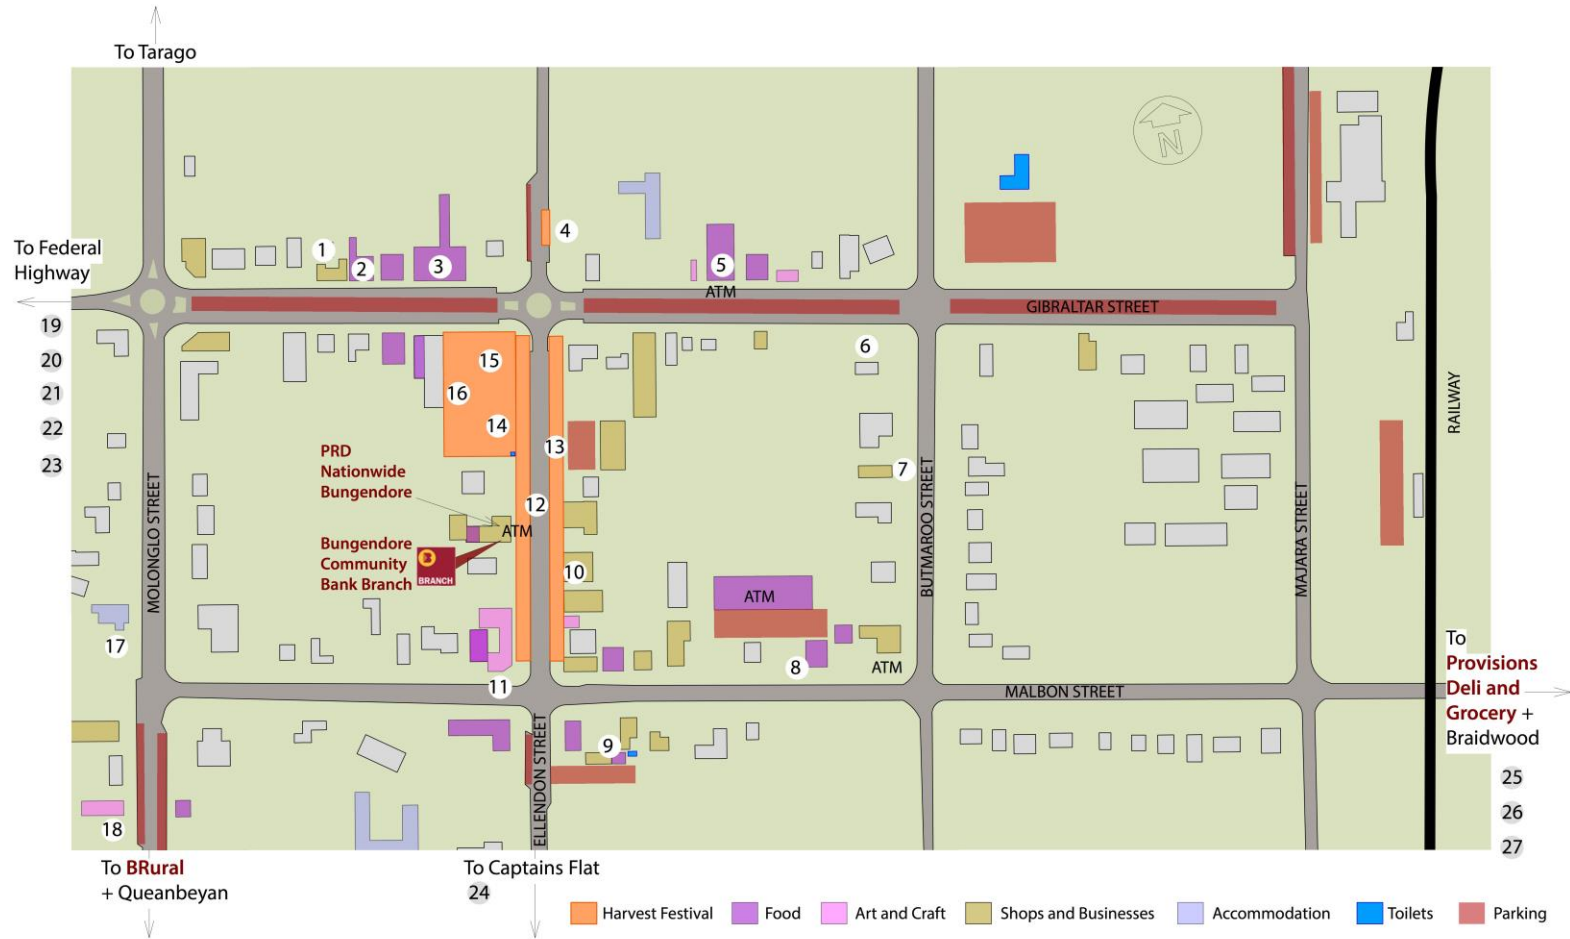 To Tarago
N
1
2
3
4
5
ATM
To Federal
Highway
GIBRALTAR STREET
19
20
21
22
23
15
16
14
13
6
7
PRD
Nationwide
Bungendore
12
ATM
Bungendore
Community
Bank Branch
B
BRANCH
10
ATM
MOLONGLO STREET
BUTMAROO STREET
MAJARA STREET
RAILWAY
17
11
8
ATM
MALBON STREET
To
Provisions
Deli and
Grocery +
Braidwood
9
ELLENDON STREET
18
25
26
27
To BRural
+ Queanbeyan
To Captains Flat
24
Harvest Festival
Food
Art and Craft
Shops and Businesses
Accommodation
Toilets
Parking